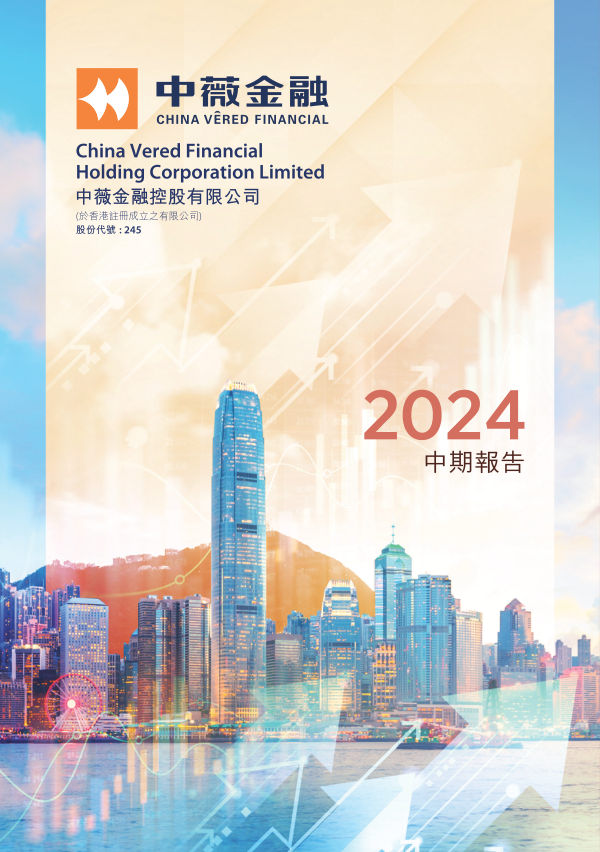 中薇金融
CHINA VÊRED FINANCIAL
China Vered Financial
Holding Corporation Limited
中薇金融控股有限公司
(於香港註冊成立之有限公司)
股份代號 : 245
2024
中期報告